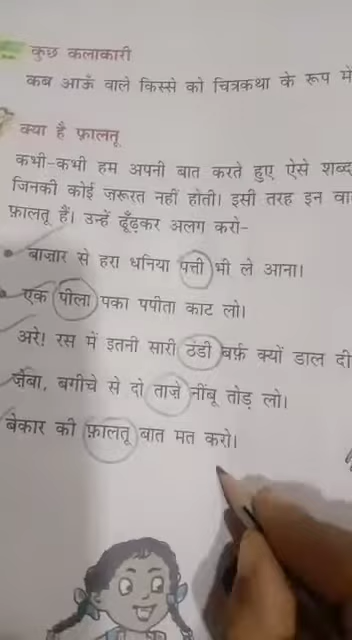 कुछ कलाकारी
कब आऊँ वाले किस्से को चित्रकथा के रूप में
क्या है फ़ालतू
कभी-कभी हम अपनी बात करते हुए ऐसे शब्द
जिनकी कोई ज़रूरत नहीं होती। इसी तरह इन
फ़ालतू हैं। उन्हें ढूँढ़कर अलग करो-
बाज़ार से हरा धनिया पत्ती भी ले आना।
एक पीला पका पपीता काट लो।
अरे! रस में इतनी सारी ठंडी बर्फ़ क्यों डाल दी
ज़ेबा, बगीचे से दो ताज़े नींबू तोड़ लो।
बेकार की फ़ालतू बात मत करो।